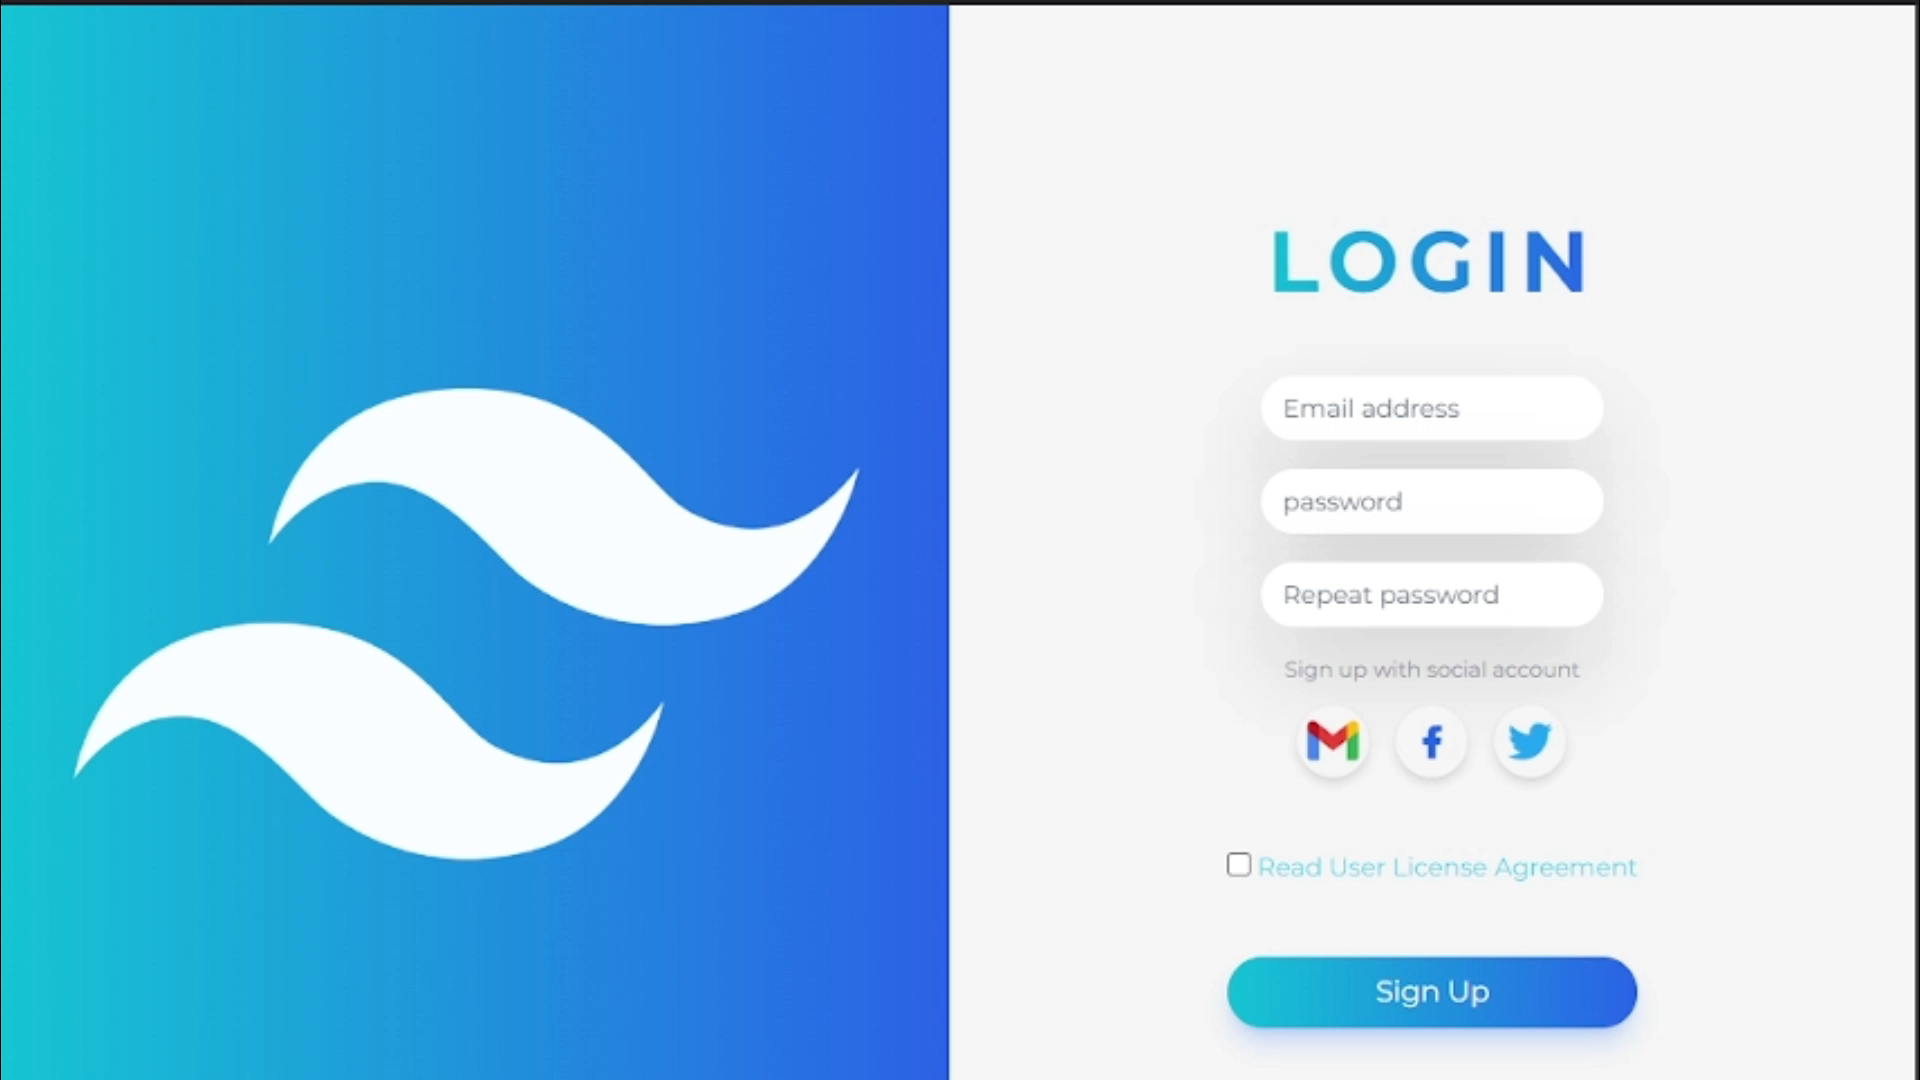 LOGIN
Email address
password
Repeat password
Sign up with social account
Read User License Agreement
Sign Up